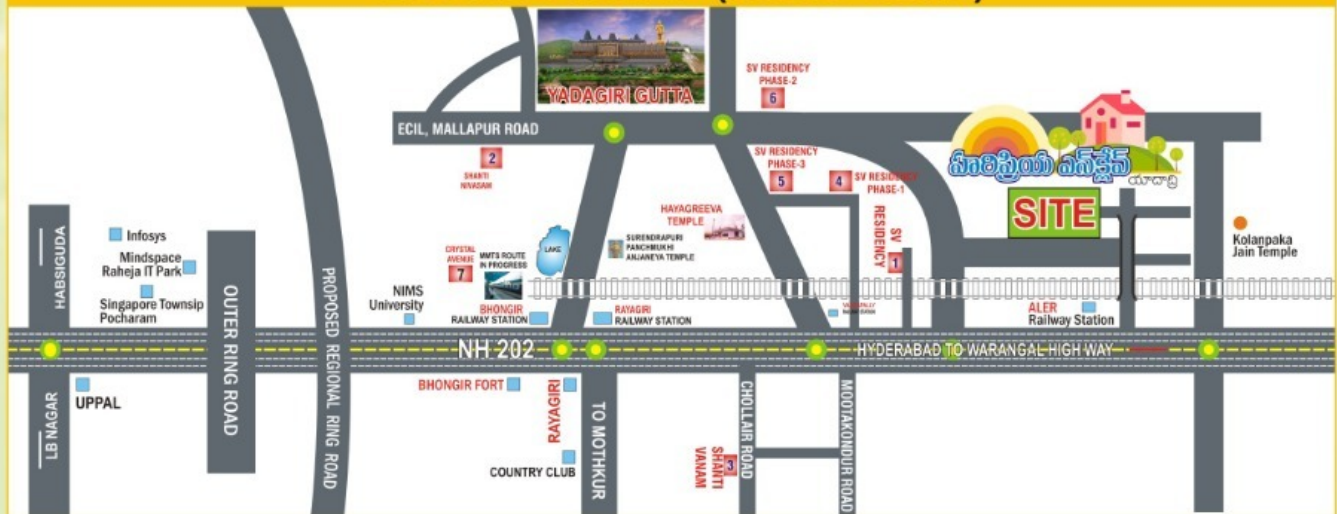 YADAGIRI GUTTA
SV RESIDENCY
PHASE-2
6
ECIL, MALLAPUR ROAD
2
SHANTI
NIVASAM
SV RESIDENCY
PHASE-3
5
4
SV RESIDENCY
PHASE-1
హరిప్రియ ఎన్‌క్లేవ్
యాదాద్రి
SITE
HAYAGREEVA
TEMPLE
SV
RESIDENCY
1
Kolanpaka
Jain Temple
HABSIGUDA
Infosys
Mindspace
Raheja IT Park
Singapore Townsip
Pocharam
OUTER RING ROAD
PROPOSED REGIONAL RING ROAD
NIMS
University
CRYSTAL
AVENUE
7
MMTS ROUTE
IN PROGRESS
LAKE
SURENDRAPURI
PANCHMUKHI
ANJANEYA TEMPLE
BHONGIR
RAILWAY STATION
RAYAGIRI
RAILWAY STATION
ALER
Railway Station
NH 202
HYDERABAD TO WARANGAL HIGH WAY
LB NAGAR
UPPAL
BHONGIR FORT
RAYAGIRI
COUNTRY CLUB
TO MOTHKUR
SHANTI
VANAM
3
CHOLLAIR ROAD
MOOTAKONDUR ROAD